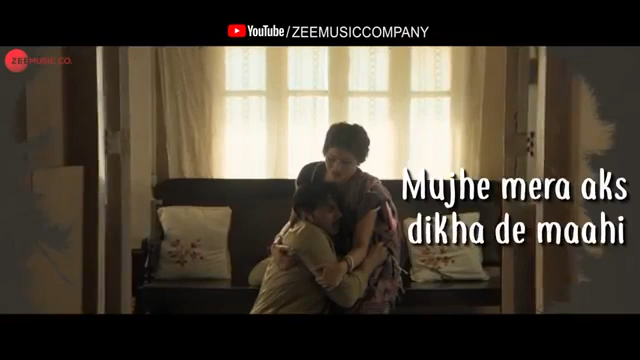 YouTube /ZEEMUSICCOMPANY
ZEE MUSIC CO.
Mujhe mera aks
dikha de maahi